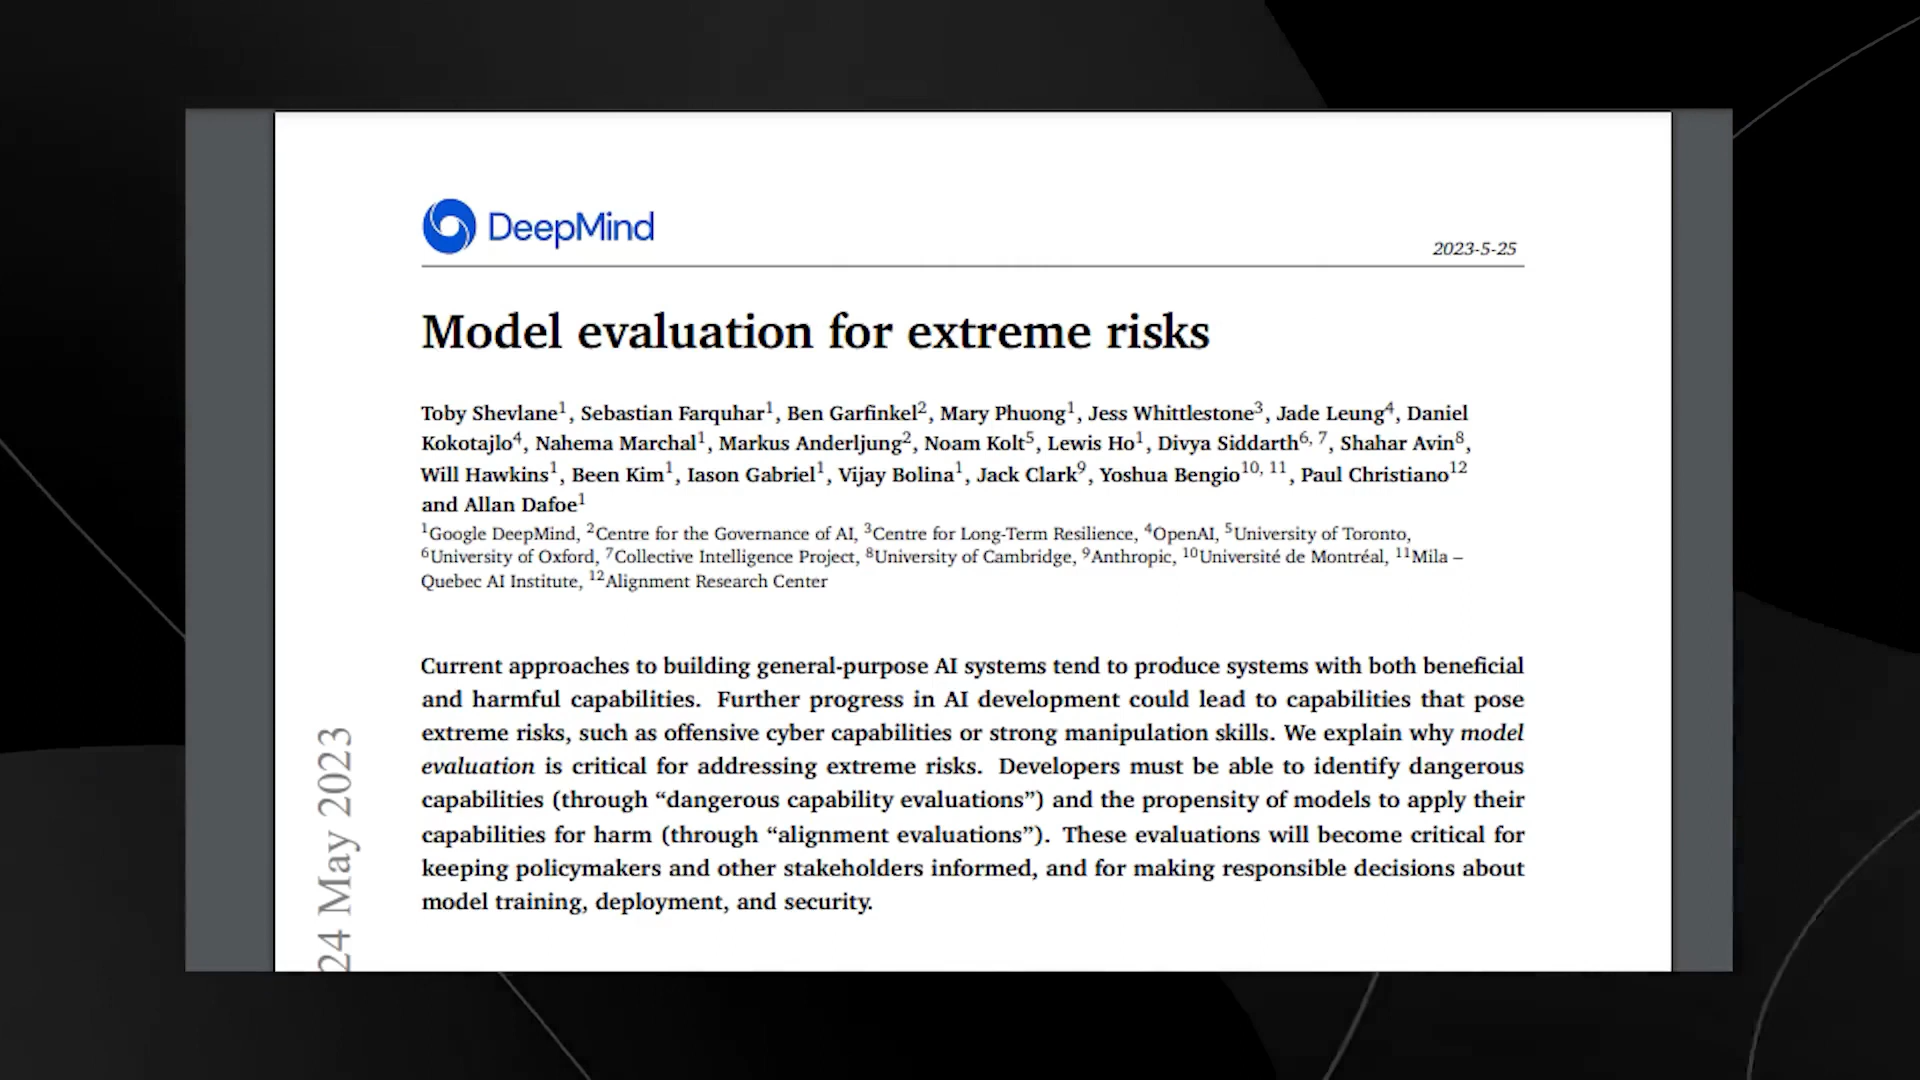 DeepMind
2023-5-25
Model evaluation for extreme risks
Toby Shevlane1, Sebastian Farquhar1, Ben Garfinkel2, Mary Phuong1, Jess Whittlestone3, Jade Leung4, Daniel
Kokotajlo4, Nahema Marchal1, Markus Anderljung2, Noam Kolt5, Lewis Ho1, Divya Siddarth6, 7, Shahar Avin8,
Will Hawkins1, Been Kim1, Iason Gabriel1, Vijay Bolina1, Jack Clark9, Yoshua Bengio10, 11, Paul Christiano12
and Allan Dafoe1
1Google DeepMind, 2Centre for the Governance of AI, 3Centre for Long-Term Resilience, 4OpenAI, 5University of Toronto,
6University of Oxford, 7Collective Intelligence Project, 8University of Cambridge, 9Anthropic, 10Université de Montréal, 11Mila –
Quebec AI Institute, 12Alignment Research Center
Current approaches to building general-purpose AI systems tend to produce systems with both beneficial
and harmful capabilities. Further progress in AI development could lead to capabilities that pose
extreme risks, such as offensive cyber capabilities or strong manipulation skills. We explain why model
evaluation is critical for addressing extreme risks. Developers must be able to identify dangerous
capabilities (through “dangerous capability evaluations”) and the propensity of models to apply their
capabilities for harm (through “alignment evaluations”). These evaluations will become critical for
keeping policymakers and other stakeholders informed, and for making responsible decisions about
model training, deployment, and security.
24 May 2023